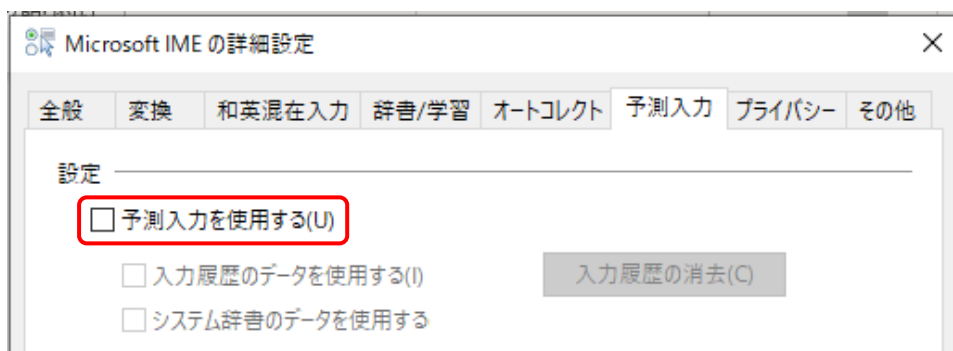 Microsoft IME の詳細設定
全般 変換 和英混在入力 辞書/学習 オートコレクト 予測入力 プライバシー その他
設定
予測入力を使用する(U)
入力履歴のデータを使用する(I) 入力履歴の消去(C)
システム辞書のデータを使用する